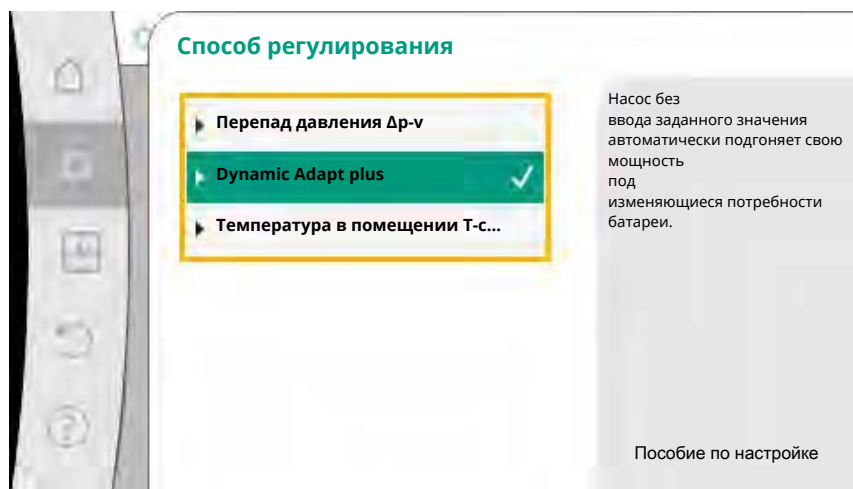 Способ регулирования
Перепад давления Δp-v
Dynamic Adapt plus
Температура в помещении T-c...
Насос без
ввода заданного значения
автоматически подгоняет свою
мощность
под
изменяющиеся потребности
батареи.
Пособие по настройке